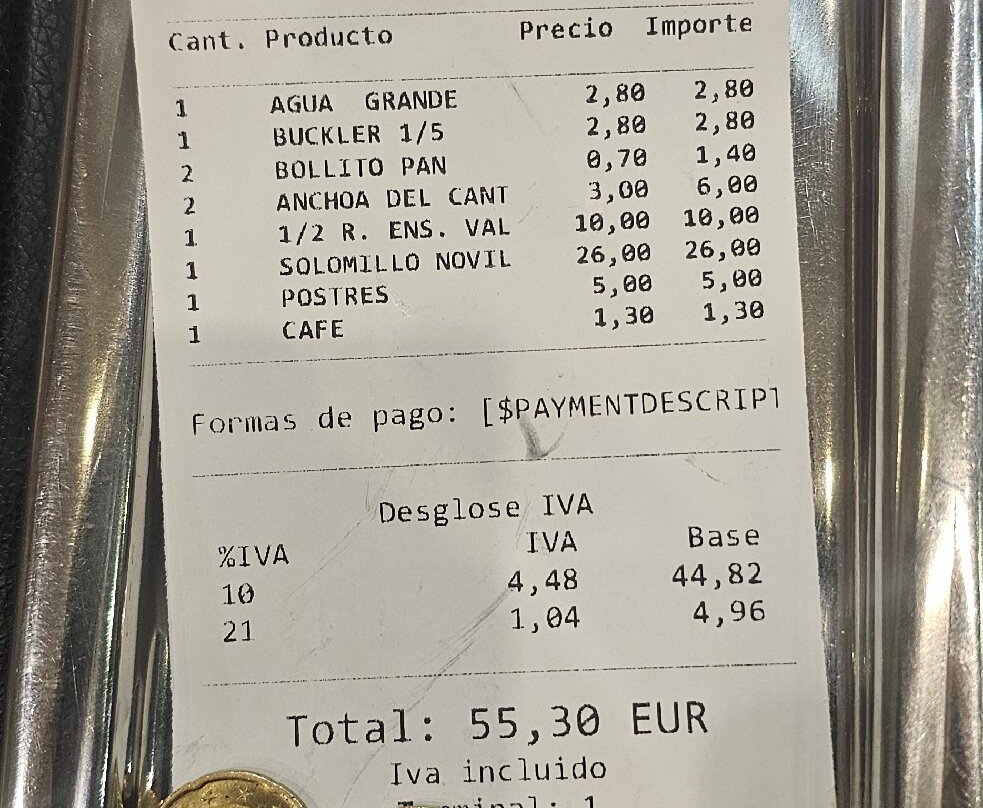 Cant. Producto Precio Importe
1 AGUA GRANDE 2,80 2,80
1 BUCKLER 1/5 2,80 2,80
2 BOLLITO PAN 0,70 1,40
2 ANCHOA DEL CANT 3,00 6,00
1 1/2 R. ENS. VAL 10,00 10,00
1 SOLOMILLO NOVIL 26,00 26,00
1 POSTRES 5,00 5,00
1 CAFE 1,30 1,30
Formas de pago: [$PAYMENTDESCRIPT
Desglose IVA
%IVA IVA Base
10 4,48 44,82
21 1,04 4,96
Total: 55,30 EUR
Iva incluido